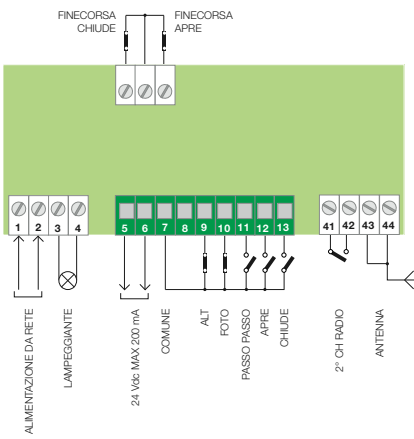 FINECORSA
CHIUDE
FINECORSA
APRE
1 2 3 4
5 6 7 8 9 10 11 12 13
41 42 43 44
ALIMENTAZIONE DA RETE
LAMPEGGIANTE
24 Vdc MAX 200 mA
COMUNE
ALT
FOTO
PASSO PASSO
APRE
CHIUDE
2° CH RADIO
ANTENNA